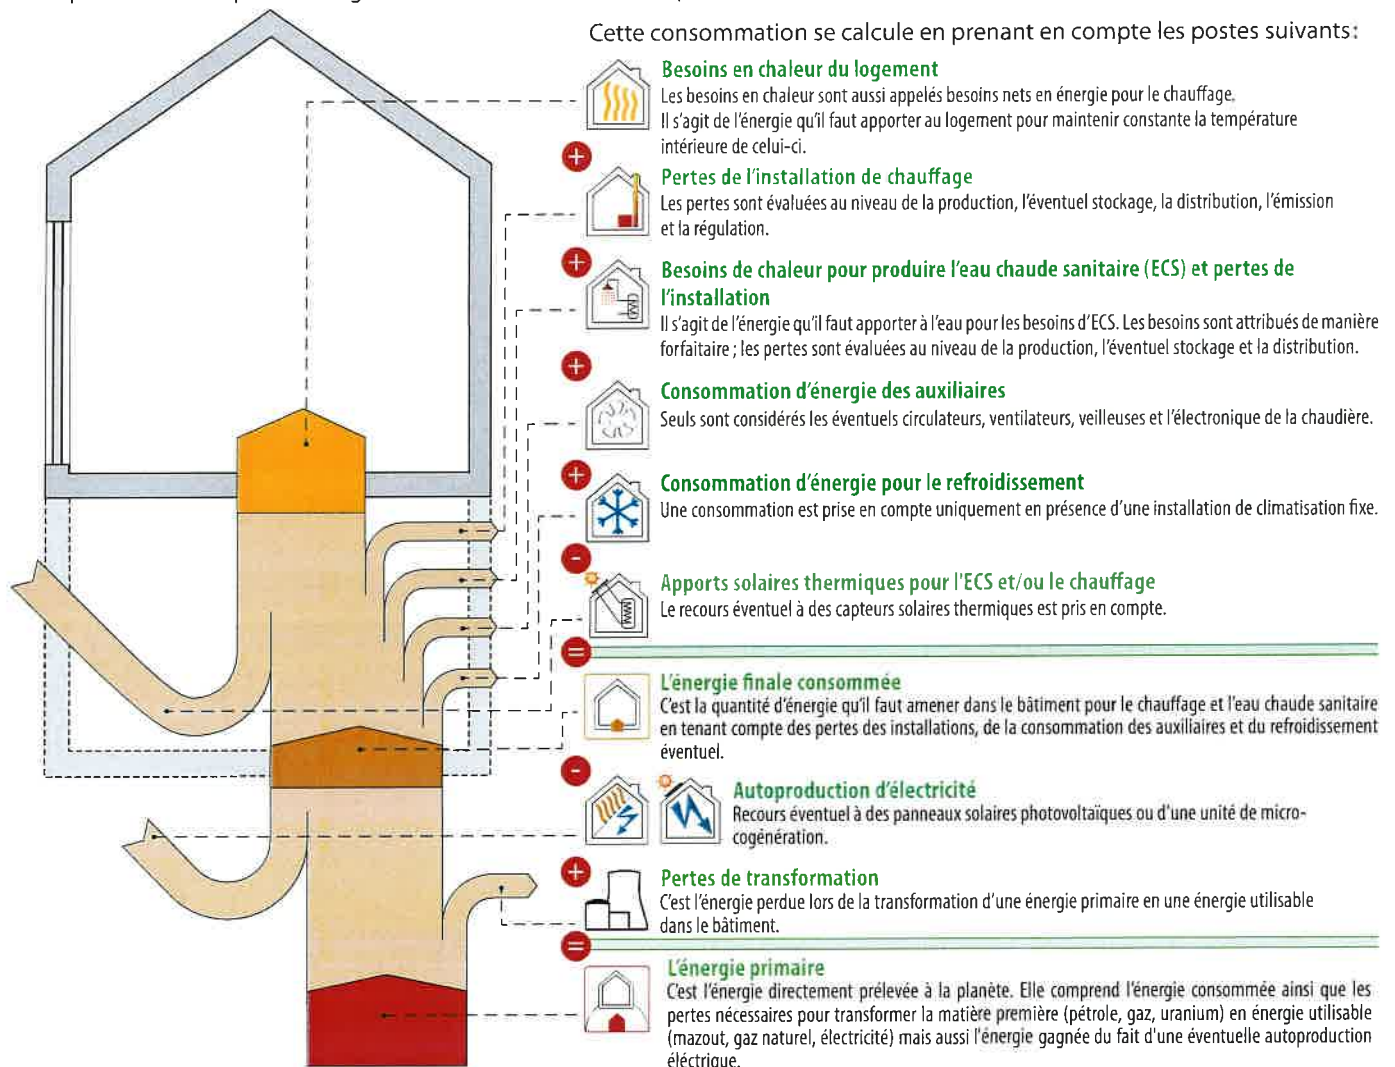 Cette consommation se calcule en prenant en compte les postes suivants:
Besoins en chaleur du logement
Les besoins en chaleur sont aussi appelés besoins nets en énergie pour le chauffage.
Il s'agit de l'énergie qu'il faut apporter au logement pour maintenir constante la température
intérieure de celui-ci.
+
Pertes de l'installation de chauffage
Les pertes sont évaluées au niveau de la production, l'éventuel stockage, la distribution, l'émission
et la régulation.
+
Besoins de chaleur pour produire l'eau chaude sanitaire (ECS) et pertes de
l'installation
Il s'agit de l'énergie qu'il faut apporter à l'eau pour les besoins d'ECS. Les besoins sont attribués de manière
forfaitaire ; les pertes sont évaluées au niveau de la production, l'éventuel stockage et la distribution.
+
Consommation d'énergie des auxiliaires
Seuls sont considérés les éventuels circulateurs, ventilateurs, veilleuses et l'électronique de la chaudière.
+
Consommation d'énergie pour le refroidissement
Une consommation est prise en compte uniquement en présence d'une installation de climatisation fixe.
-
Apports solaires thermiques pour l'ECS et/ou le chauffage
Le recours éventuel à des capteurs solaires thermiques est pris en compte.
=
L'énergie finale consommée
C'est la quantité d'énergie qu'il faut amener dans le bâtiment pour le chauffage et l'eau chaude sanitaire
en tenant compte des pertes des installations, de la consommation des auxiliaires et du refroidissement
éventuel.
-
Autoproduction d'électricité
Recours éventuel à des panneaux solaires photovoltaïques ou d'une unité de micro-
cogénération.
+
Pertes de transformation
C'est l'énergie perdue lors de la transformation d'une énergie primaire en une énergie utilisable
dans le bâtiment.
=
L'énergie primaire
C'est l'énergie directement prélevée à la planète. Elle comprend l'énergie consommée ainsi que les
pertes nécessaires pour transformer la matière première (pétrole, gaz, uranium) en énergie utilisable
(mazout, gaz naturel, électricité) mais aussi l'énergie gagnée du fait d'une éventuelle autoproduction
éléctrique.